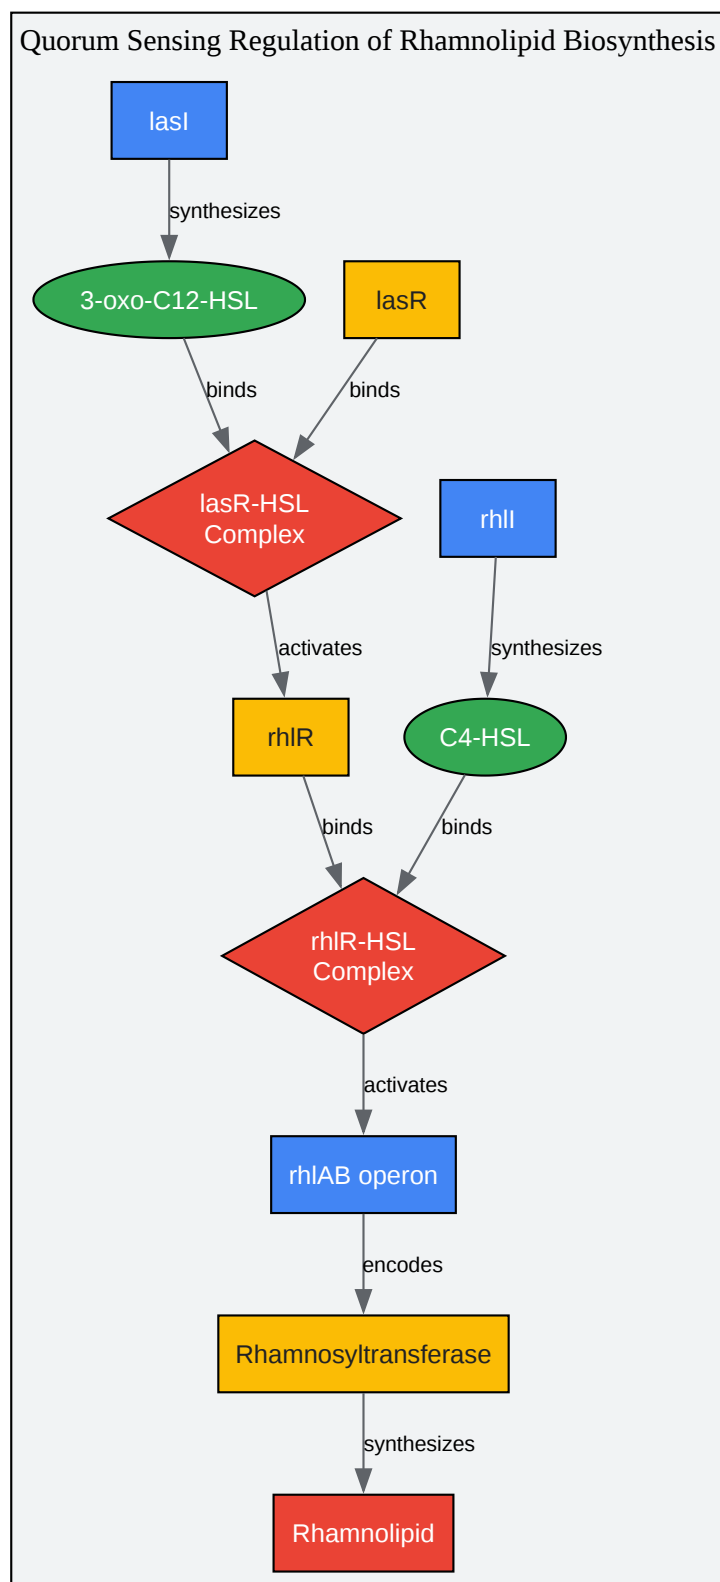 Quorum Sensing Regulation of Rhamnolipid Biosynthesis
lasI
synthesizes
3-oxo-C12-HSL
lasR
binds
binds
lasR-HSL
Complex
rhlI
activates
synthesizes
rhlR
C4-HSL
binds
binds
rhlR-HSL
Complex
activates
rhlAB operon
encodes
Rhamnosyltransferase
synthesizes
Rhamnolipid